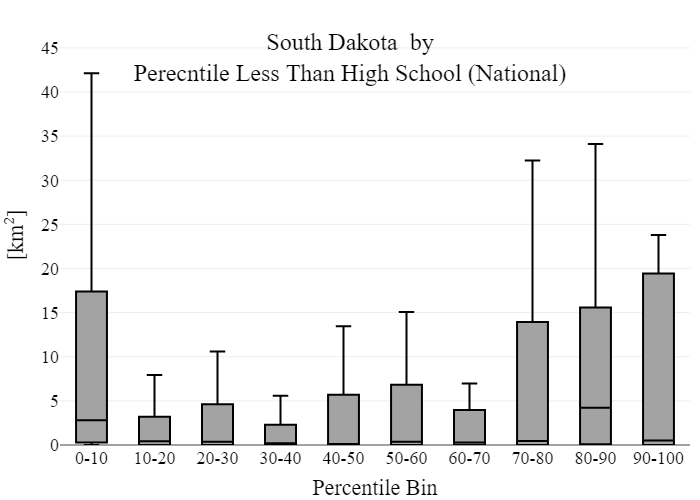 South Dakota by
Perecntile Less Than High School (National)
45
40
35
30
25
20
15
10
5
0
[km²]
0-10 10-20 20-30 30-40 40-50 50-60 60-70 70-80 80-90 90-100
Percentile Bin